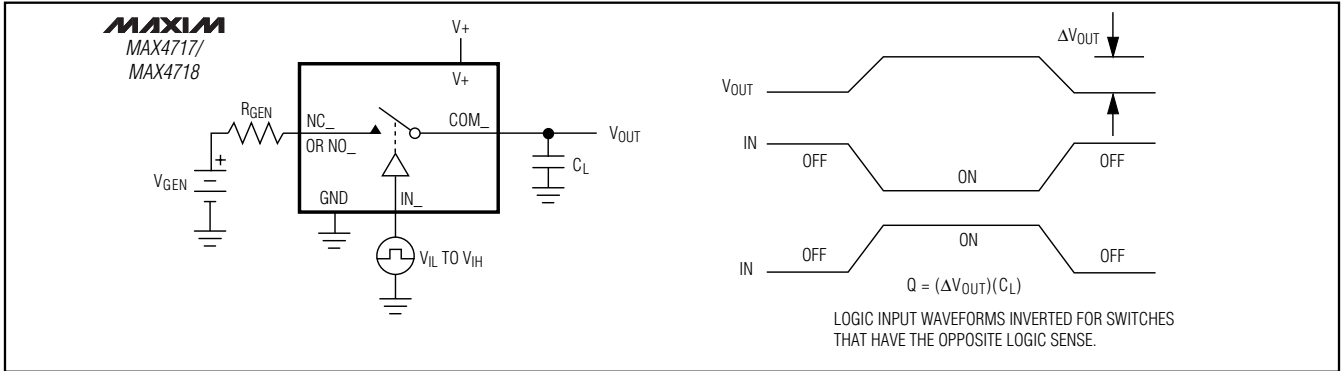 MAXIM
MAX4717/
MAX4718
V+
V+
RGEN
NC_
OR NO_
COM_
VOUT
CL
+
VGEN
GND
IN_
VIL TO VIH
ΔVOUT
VOUT
IN
OFF
ON
OFF
IN
OFF
ON
OFF
Q = (ΔVOUT)(CL)
LOGIC INPUT WAVEFORMS INVERTED FOR SWITCHES
THAT HAVE THE OPPOSITE LOGIC SENSE.